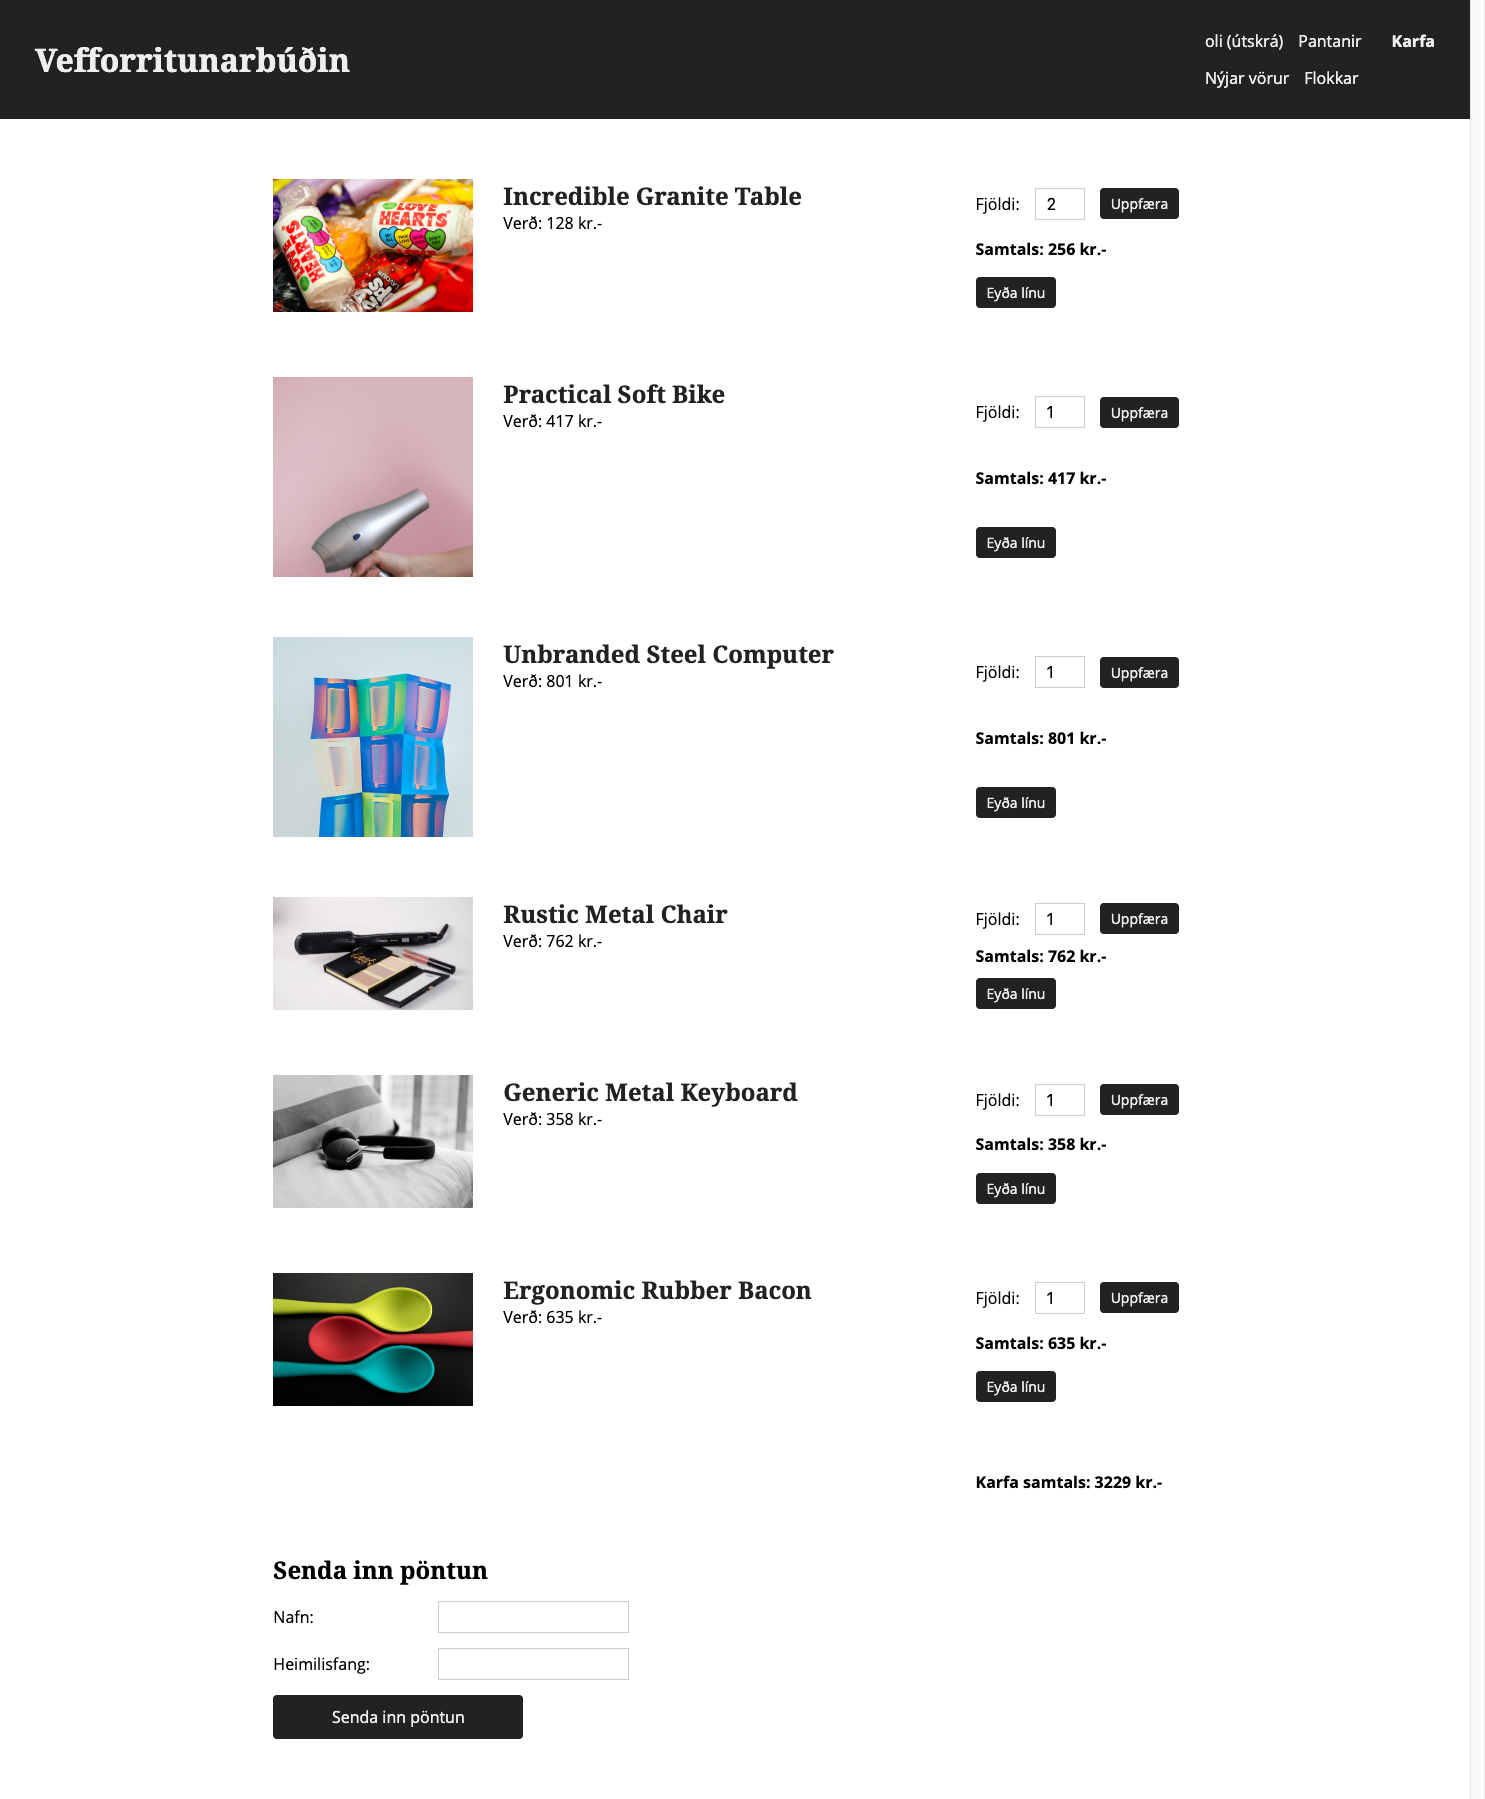 Vefforritunarbúðin
oli (útskrá) Pantanir Karfa
Nýjar vörur Flokkar
LOVE HEARTS
LOVE HEARTS
Incredible Granite Table
Verð: 128 kr.-
Fjöldi: 2 Uppfæra
Samtals: 256 kr.-
Eyða línu
Practical Soft Bike
Verð: 417 kr.-
Fjöldi: 1 Uppfæra
Samtals: 417 kr.-
Eyða línu
Unbranded Steel Computer
Verð: 801 kr.-
Fjöldi: 1 Uppfæra
Samtals: 801 kr.-
Eyða línu
Rustic Metal Chair
Verð: 762 kr.-
Fjöldi: 1 Uppfæra
Samtals: 762 kr.-
Eyða línu
Generic Metal Keyboard
Verð: 358 kr.-
Fjöldi: 1 Uppfæra
Samtals: 358 kr.-
Eyða línu
Ergonomic Rubber Bacon
Verð: 635 kr.-
Fjöldi: 1 Uppfæra
Samtals: 635 kr.-
Eyða línu
Karfa samtals: 3229 kr.-
Senda inn pöntun
Nafn:
Heimilisfang:
Senda inn pöntun